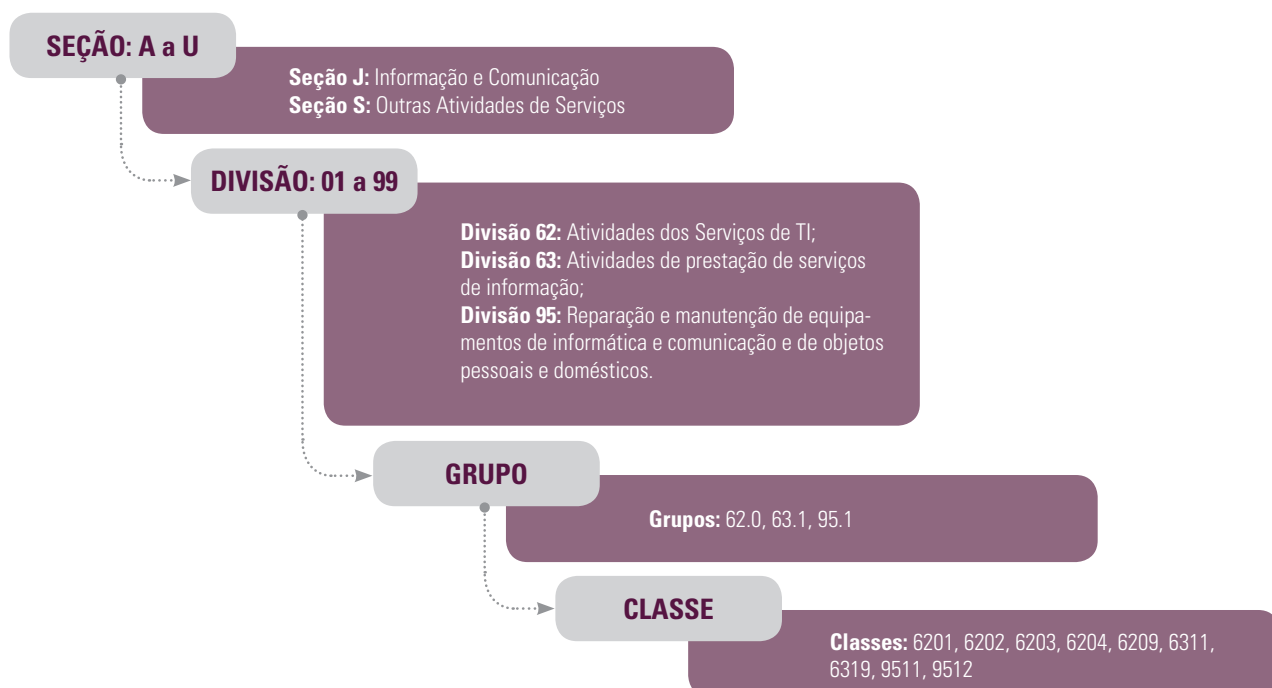 SEÇÃO: A a U
Seção J: Informação e Comunicação
Seção S: Outras Atividades de Serviços
DIVISÃO: 01 a 99
Divisão 62: Atividades dos Serviços de TI;
Divisão 63: Atividades de prestação de serviços
de informação;
Divisão 95: Reparação e manutenção de equipa-
mentos de informática e comunicação e de objetos
pessoais e domésticos.
GRUPO
Grupos: 62.0, 63.1, 95.1
CLASSE
Classes: 6201, 6202, 6203, 6204, 6209, 6311,
6319, 9511, 9512